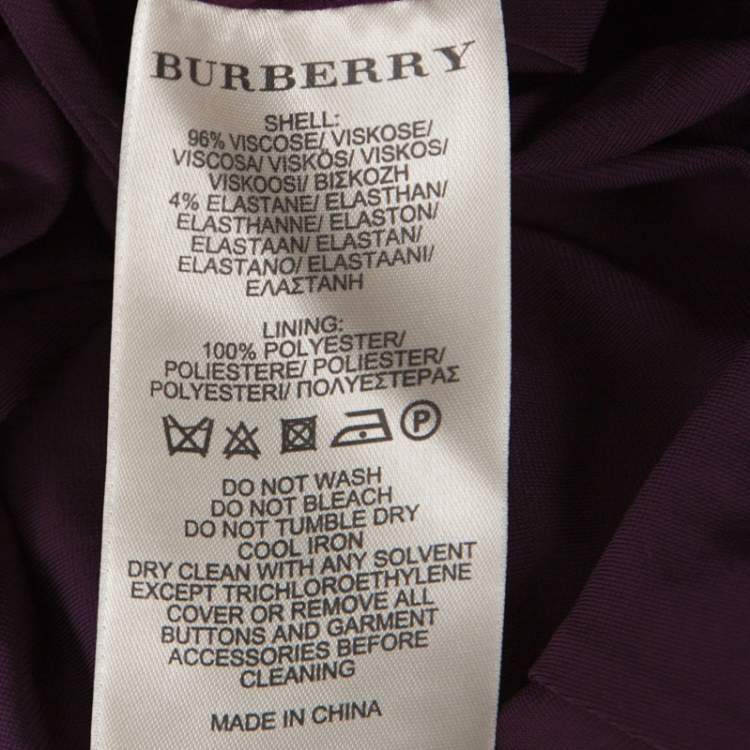 BURBERRY
SHELL:
96% VISCOSE/ VISKOSE/
VISCOSA/ VISKÓS/ VISKOS/
VISKOOSI/ ΒΙΣΚΟΖΗ
4% ELASTANE/ ELASTHAN/
ELASTHANNE/ ELASTON/
ELASTAAN/ ELASTAN/
ELASTANO/ ELASTAANI/
ΕΛΑΣΤΑΝΗ
LINING:
100% POLYESTER/
POLIESTERE/ POLIESTER/
POLYESTERI/ ΠΟΛΥΕΣΤΕΡΑΣ
P
DO NOT WASH
DO NOT BLEACH
DO NOT TUMBLE DRY
COOL IRON
DRY CLEAN WITH ANY SOLVENT
EXCEPT TRICHLOROETHYLENE
COVER OR REMOVE ALL
BUTTONS AND GARMENT
ACCESSORIES BEFORE
CLEANING
MADE IN CHINA